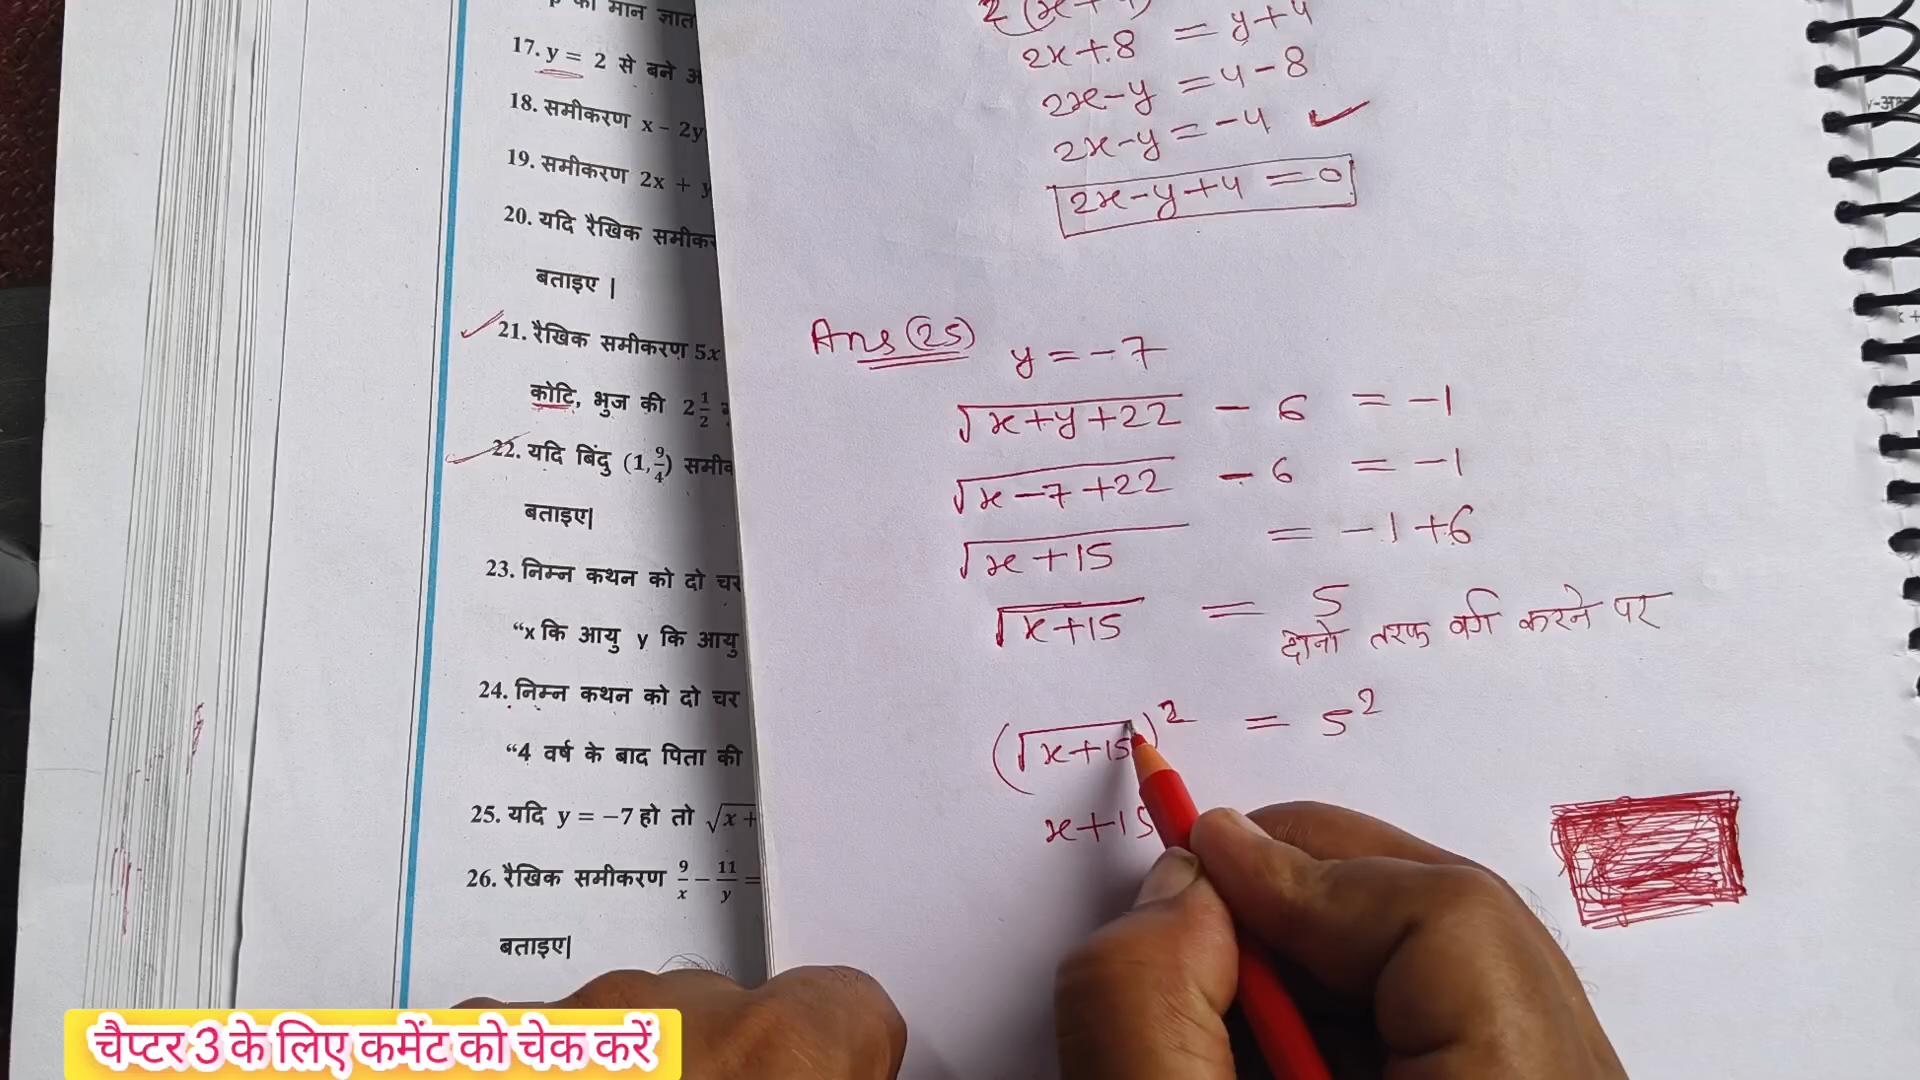 का मान ज्ञात
17. y = 2 से बने
18. समीकरण x - 2y
19. समीकरण 2x + y
20. यदि रैखिक समीकर
बताइए |
21. रैखिक समीकरण 5x
कोटि, भुज की 2 1/2
22. यदि बिंदु (1, 9/4) समीक
बताइए|
23. निम्न कथन को दो चर
“x कि आयु y कि आयु
24. निम्न कथन को दो चर
“4 वर्ष के बाद पिता की
25. यदि y = −7 हो तो √x +
26. रैखिक समीकरण 9/x − 11/y =
बताइए|
2x+8 = y+4
2x-y = 4-8
2x-y = -4 ✓
2x-y+4 = 0
Ans (25) y = -7
√x+y+22 - 6 = -1
√x-7+22 - 6 = -1
√x+15 = -1+6
√x+15 = 5
दोनो तरफ वर्ग करने पर
(√x+15)² = 5²
x+15
चैप्टर 3 के लिए कमेंट को चेक करें